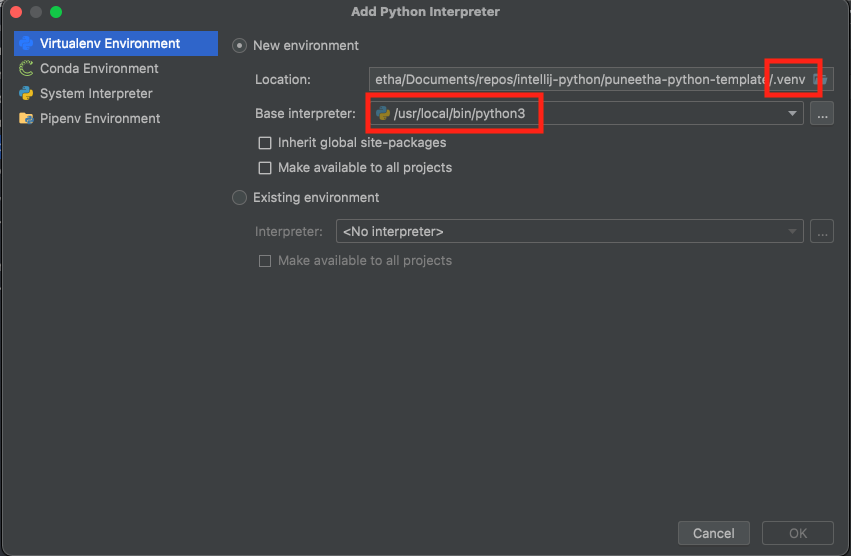 Add Python Interpreter
Virtualenv Environment
Conda Environment
System Interpreter
Pipenv Environment
New environment
Location: etha/Documents/repos/intellij-python/puneetha-python-template/.venv
Base interpreter: /usr/local/bin/python3 ...
Inherit global site-packages
Make available to all projects
Existing environment
Interpreter: <No interpreter> ...
Make available to all projects
Cancel OK